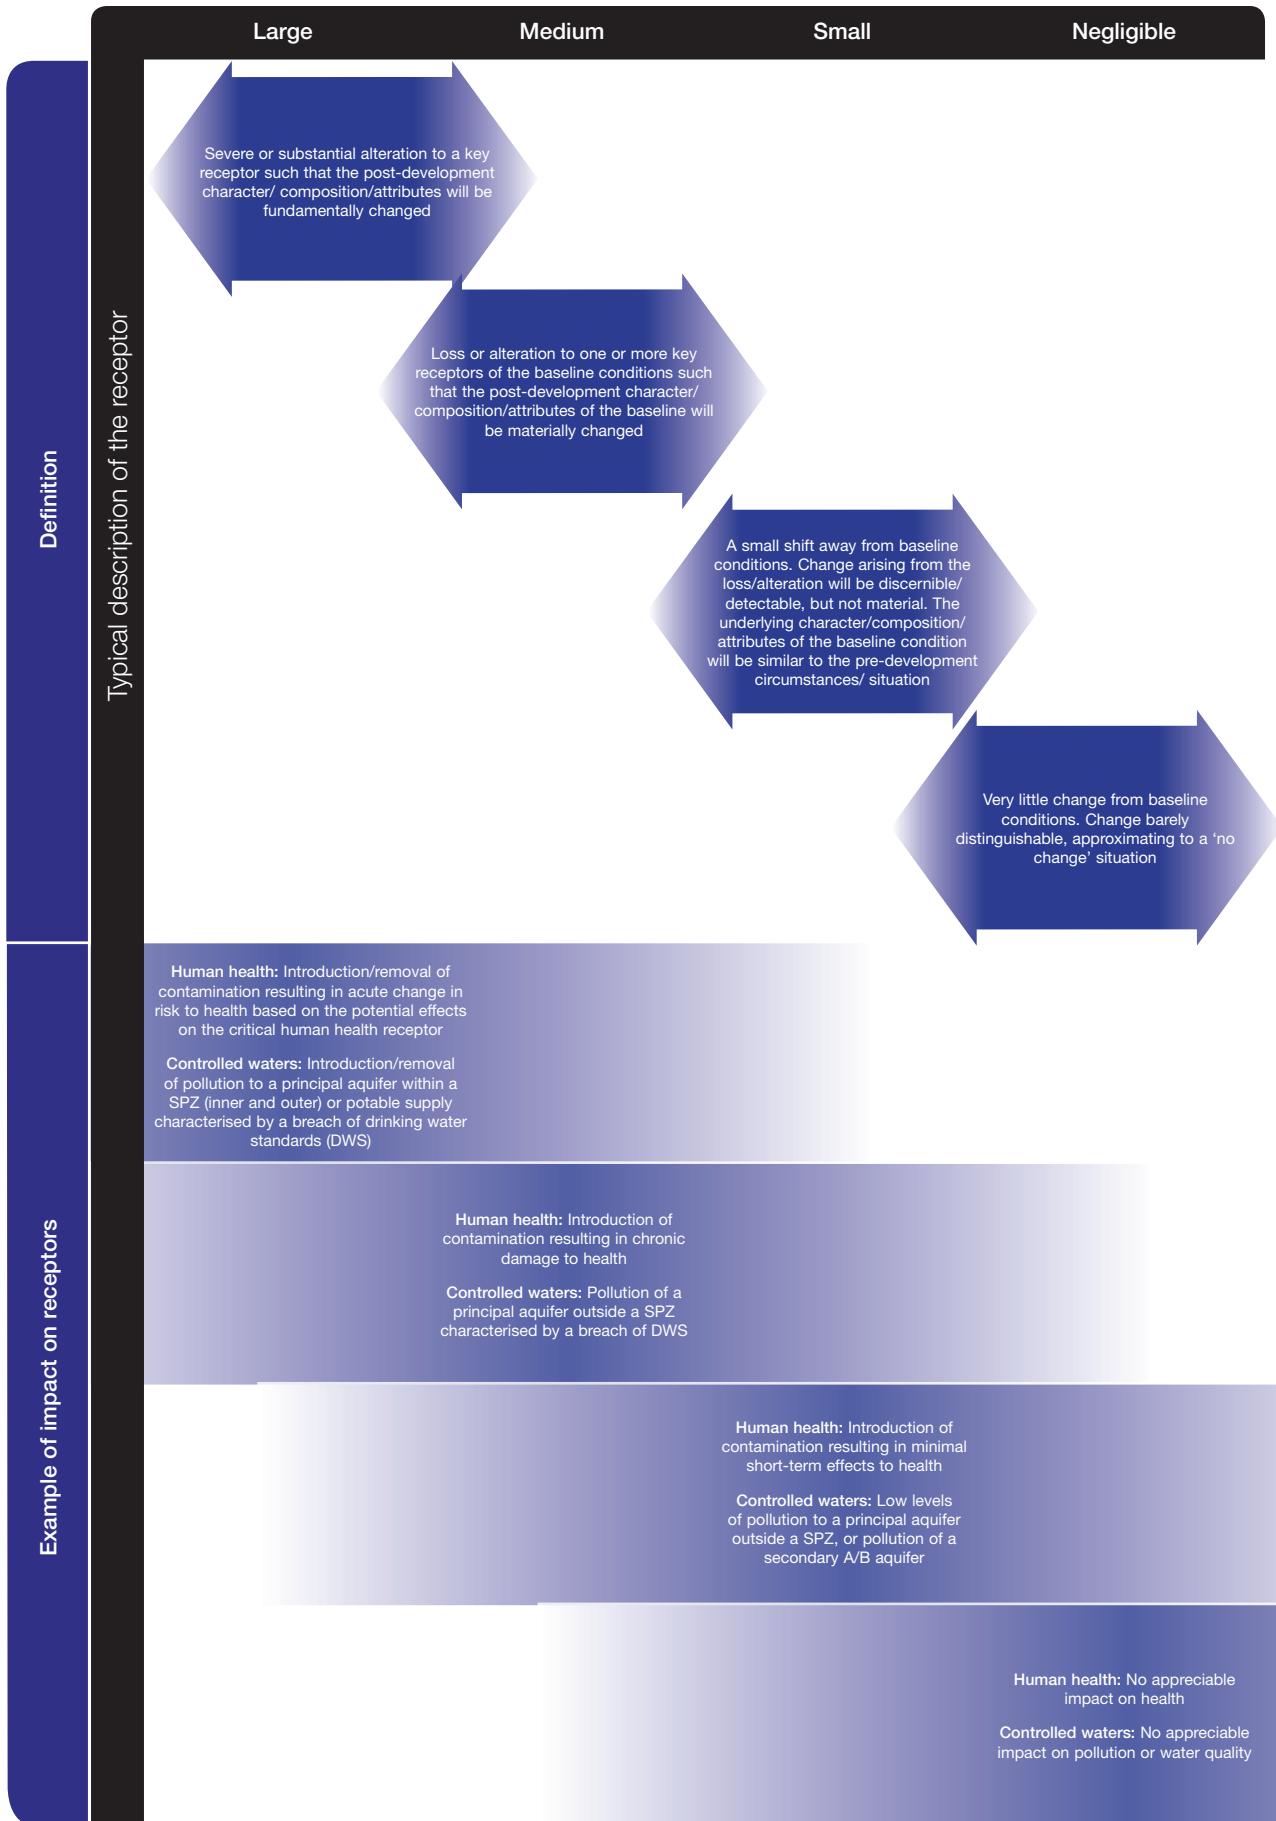 Large
Medium
Small
Negligible
Definition
Typical description of the receptor
Severe or substantial alteration to a key
receptor such that the post-development
character/ composition/attributes will be
fundamentally changed
Loss or alteration to one or more key
receptors of the baseline conditions such
that the post-development character/
composition/attributes of the baseline will
be materially changed
A small shift away from baseline
conditions. Change arising from the
loss/alteration will be discernible/
detectable, but not material. The
underlying character/composition/
attributes of the baseline condition
will be similar to the pre-development
circumstances/ situation
Very little change from baseline
conditions. Change barely
distinguishable, approximating to a ‘no
change’ situation
Example of impact on receptors
Human health: Introduction/removal of
contamination resulting in acute change in
risk to health based on the potential effects
on the critical human health receptor
Controlled waters: Introduction/removal
of pollution to a principal aquifer within a
SPZ (inner and outer) or potable supply
characterised by a breach of drinking water
standards (DWS)
Human health: Introduction of
contamination resulting in chronic
damage to health
Controlled waters: Pollution of a
principal aquifer outside a SPZ
characterised by a breach of DWS
Human health: Introduction of
contamination resulting in minimal
short-term effects to health
Controlled waters: Low levels
of pollution to a principal aquifer
outside a SPZ, or pollution of a
secondary A/B aquifer
Human health: No appreciable
impact on health
Controlled waters: No appreciable
impact on pollution or water quality